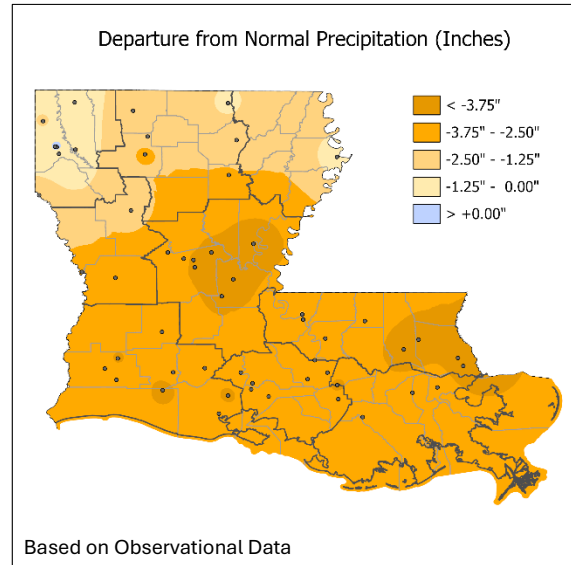 Departure from Normal Precipitation (Inches)
< -3.75"
-3.75" - -2.50"
-2.50" - -1.25"
-1.25" - 0.00"
> +0.00"
Based on Observational Data